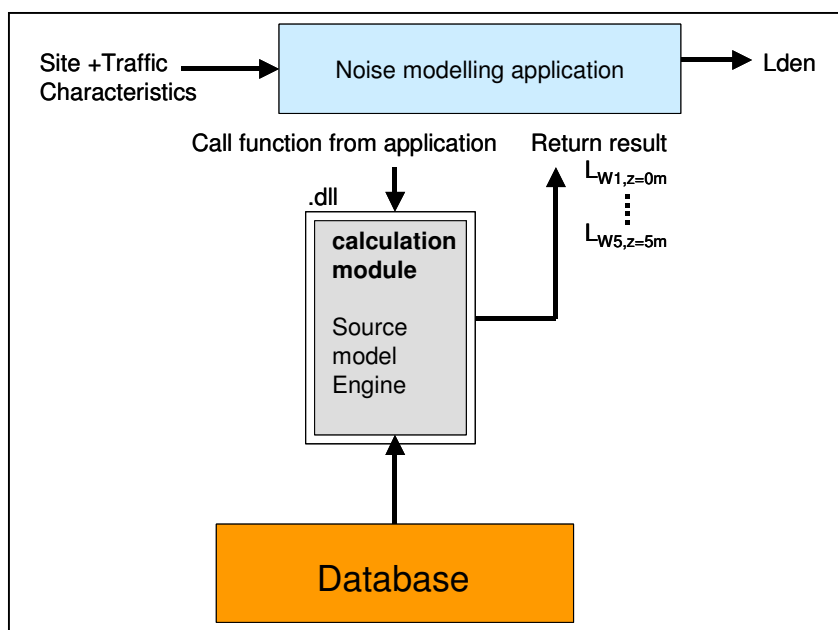 Site +Traffic
Characteristics
Noise modelling application
Lden
Call function from application
Return result
LW1,z=0m
LW5,z=5m
.dll
calculation
module
Source
model
Engine
Database